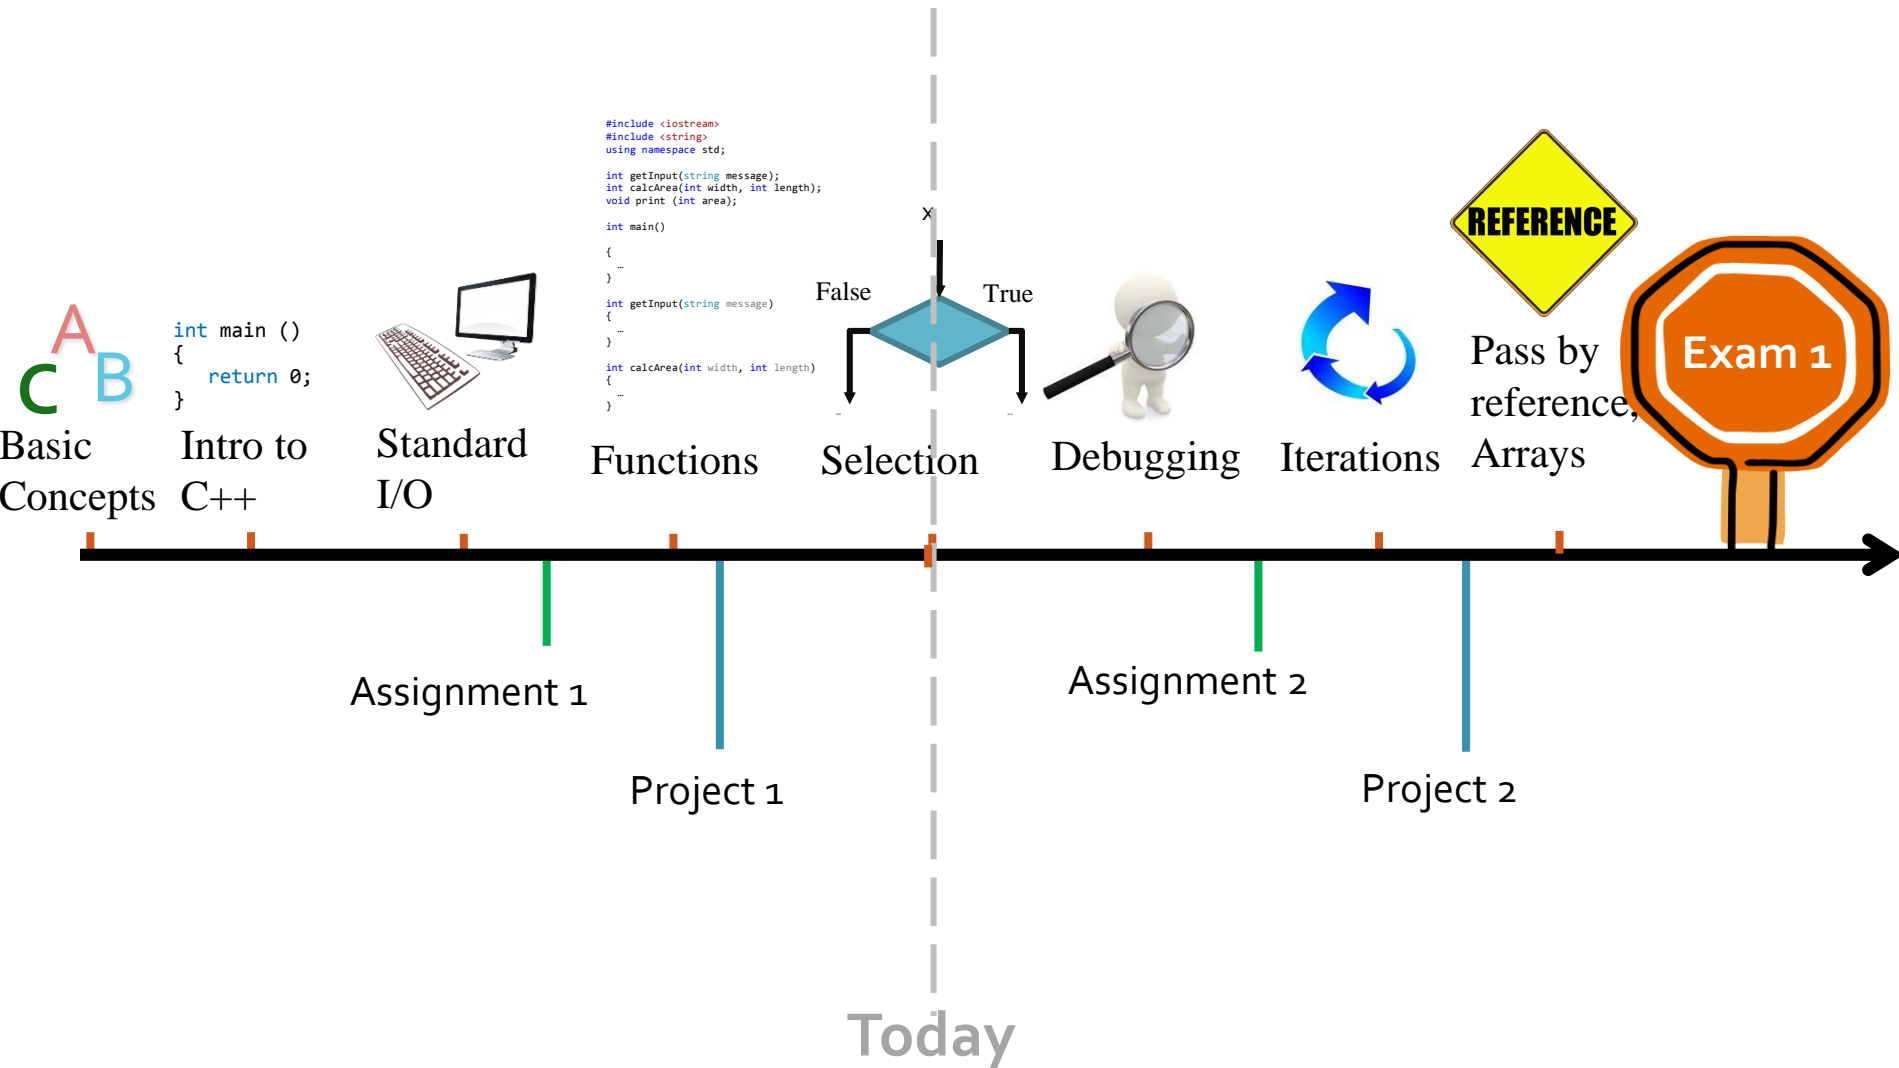 #include <iostream>
#include <string>
using namespace std;
int getInput(string message);
int calcArea(int width, int length);
void print (int area);
int main()
{
…
}
int getInput(string message)
{
…
}
int calcArea(int width, int length)
{
…
}
A
B
C
Basic
Concepts
int main ()
{
return 0;
}
Intro to
C++
Standard
I/O
Functions
X
False
True
…
…
Selection
Debugging
Iterations
REFERENCE
Pass by
reference,
Arrays
Exam 1
Assignment 1
Project 1
Assignment 2
Project 2
Today